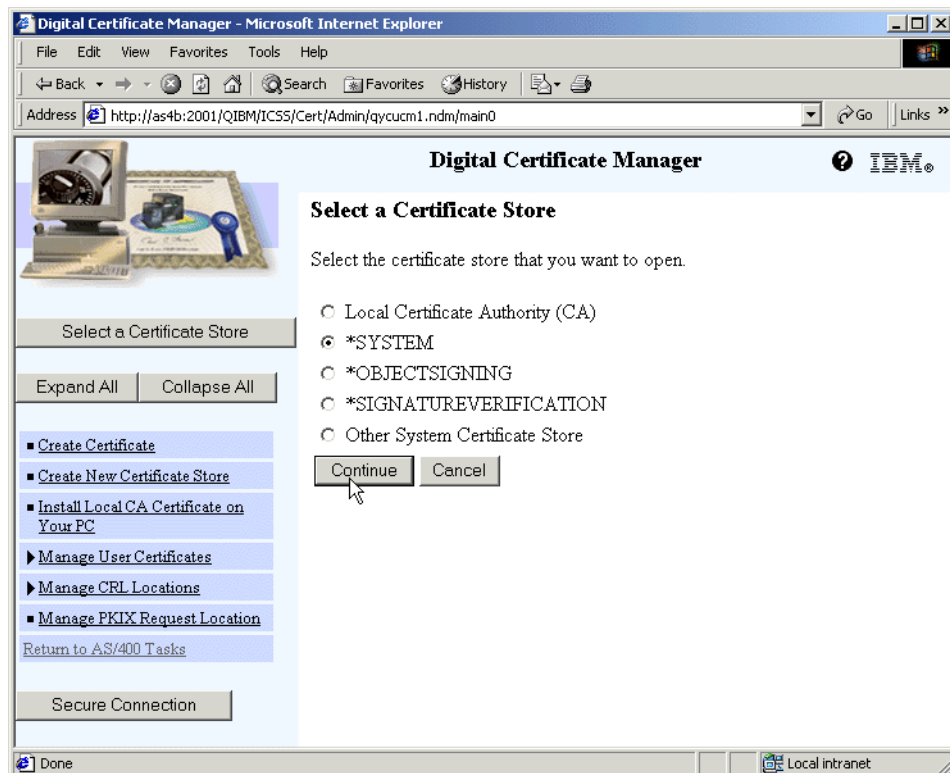 Digital Certificate Manager - Microsoft Internet Explorer
File Edit View Favorites Tools Help
Back Search Favorites History
Address http://as4b:2001/QIBM/ICSS/Cert/Admin/qycucm1.ndm/main0 Go Links »
Digital Certificate Manager ? IBM®
Select a Certificate Store
Expand All Collapse All
Create Certificate
Create New Certificate Store
Install Local CA Certificate on
Your PC
Manage User Certificates
Manage CRL Locations
Manage PKIX Request Location
Return to AS/400 Tasks
Secure Connection
Select a Certificate Store
Select the certificate store that you want to open.
Local Certificate Authority (CA)
*SYSTEM
*OBJECTSIGNING
*SIGNATUREVERIFICATION
Other System Certificate Store
Continue Cancel
Done Local intranet